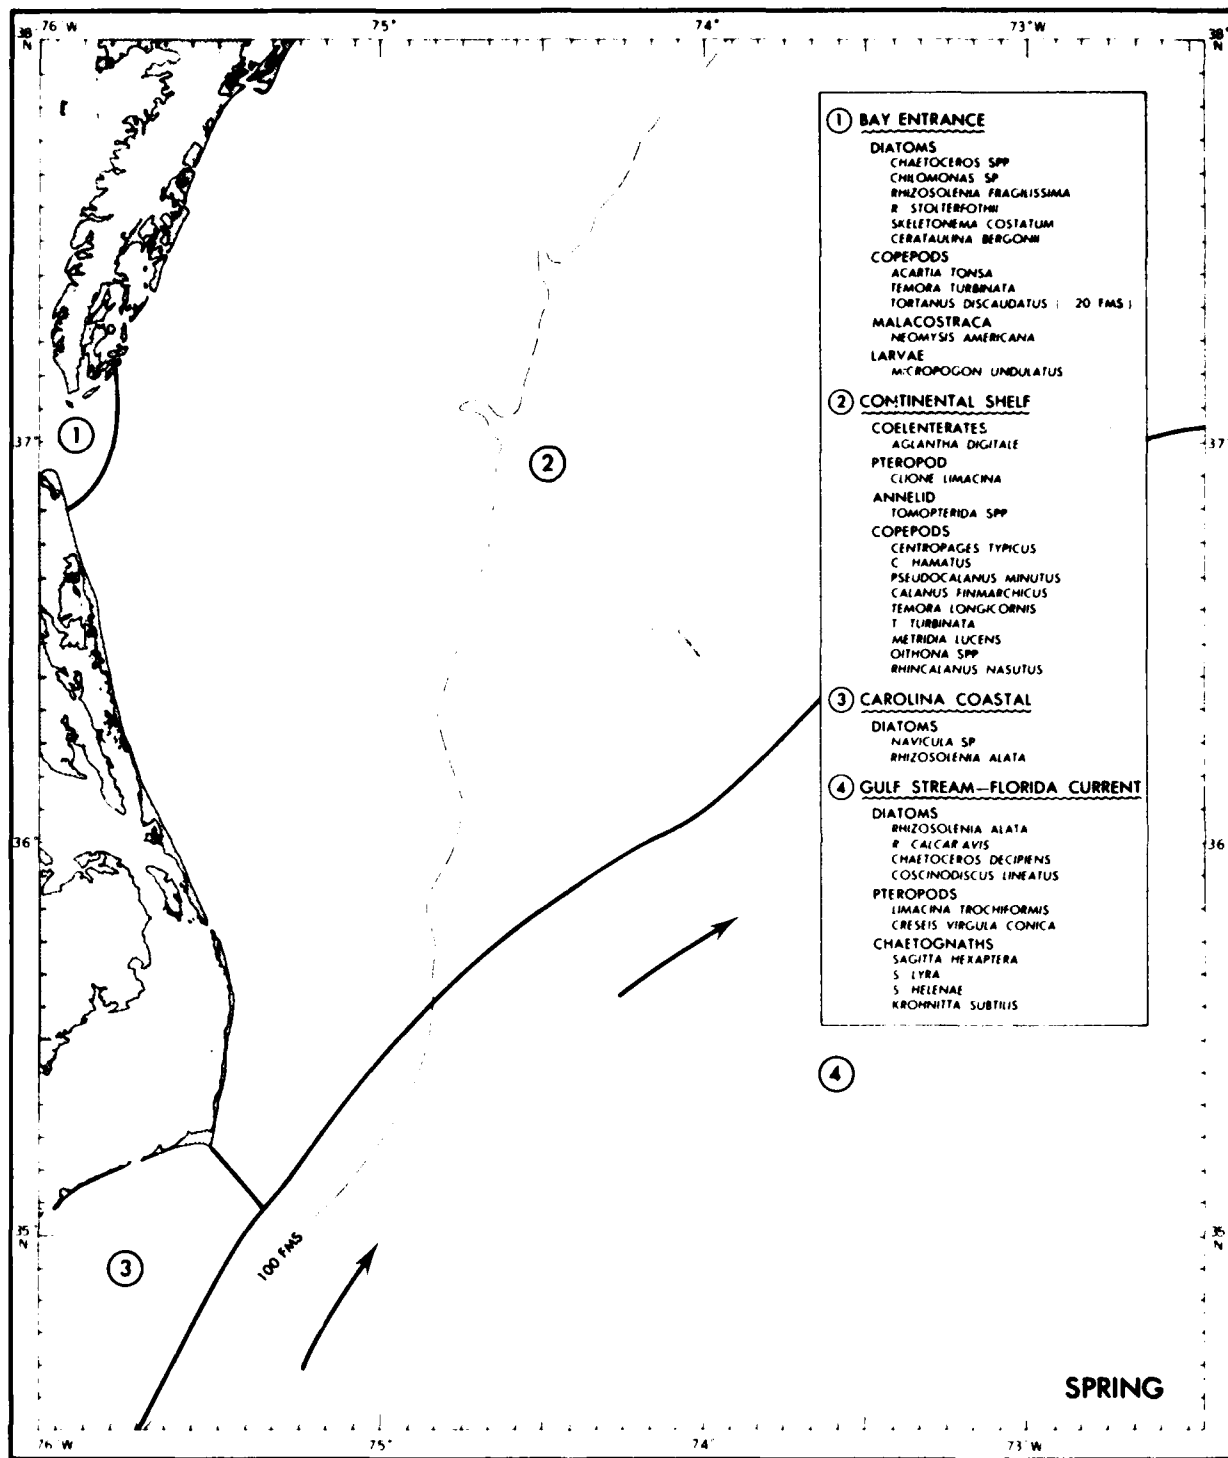 76 W 75° 74° 73 W
38 N
38 N
① BAY ENTRANCE
DIATOMS
CHAETOCEROS SPP
CHILOMONAS SP
RHIZOSOLENIA FRAGILISSIMA
R STOLTERFOTHII
SKELETONEMA COSTATUM
CERATAULINA BERGONII
COPEPODS
ACARTIA TONSA
TEMORA TURBINATA
TORTANUS DISCAUDATUS ( 20 FMS)
MALACOSTRACA
NEOMYSIS AMERICANA
LARVAE
MICROPOGON UNDULATUS
② CONTINENTAL SHELF
COELENTERATES
AGLANTHA DIGITALE
PTEROPOD
CLIONE LIMACINA
ANNELID
TOMOPTERIDA SPP
COPEPODS
CENTROPAGES TYPICUS
C HAMATUS
PSEUDOCALANUS MINUTUS
CALANUS FINMARCHICUS
TEMORA LONGICORNIS
T TURBINATA
METRIDIA LUCENS
OITHONA SPP
RHINCALANUS NASUTUS
③ CAROLINA COASTAL
DIATOMS
NAVICULA SP
RHIZOSOLENIA ALATA
④ GULF STREAM—FLORIDA CURRENT
DIATOMS
RHIZOSOLENIA ALATA
R CALCAR AVIS
CHAETOCEROS DECIPIENS
COSCINODISCUS LINEATUS
PTEROPODS
LIMACINA TROCHIFORMIS
CRESEIS VIRGULA CONICA
CHAETOGNATHS
SAGITTA HEXAPTERA
S LYRA
S HELENAE
KROHNITTA SUBTILIS
①
②
37°
37
36
36
④
35 N
35 N
③
100 FMS
SPRING
76 W 75° 74° 73 W